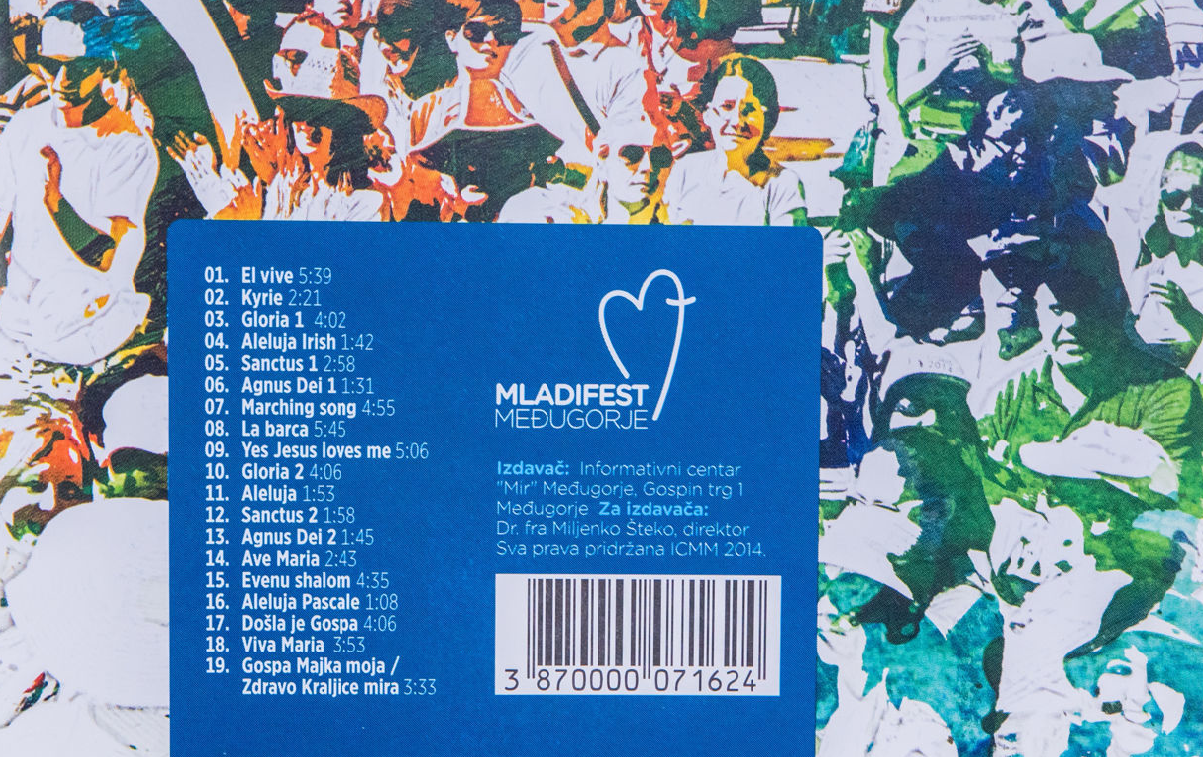 01. El vive 5:39
02. Kyrie 2:21
03. Gloria 1 4:02
04. Aleluja Irish 1:42
05. Sanctus 1 2:58
06. Agnus Dei 1 1:31
07. Marching song 4:55
08. La barca 5:45
09. Yes Jesus loves me 5:06
10. Gloria 2 4:06
11. Aleluja 1:53
12. Sanctus 2 1:58
13. Agnus Dei 2 1:45
14. Ave Maria 2:43
15. Evenu shalom 4:35
16. Aleluja Pascale 1:08
17. Došla je Gospa 4:06
18. Viva Maria 3:53
19. Gospa Majka moja /
Zdravo Kraljice mira 3:33
MLADIFEST
MEĐUGORJE
Izdavač: Informativni centar
"Mir" Međugorje, Gospin trg 1
Međugorje Za izdavača:
Dr. fra Miljenko Šteko, direktor
Sva prava pridržana ICMM 2014.
3 870000 071624